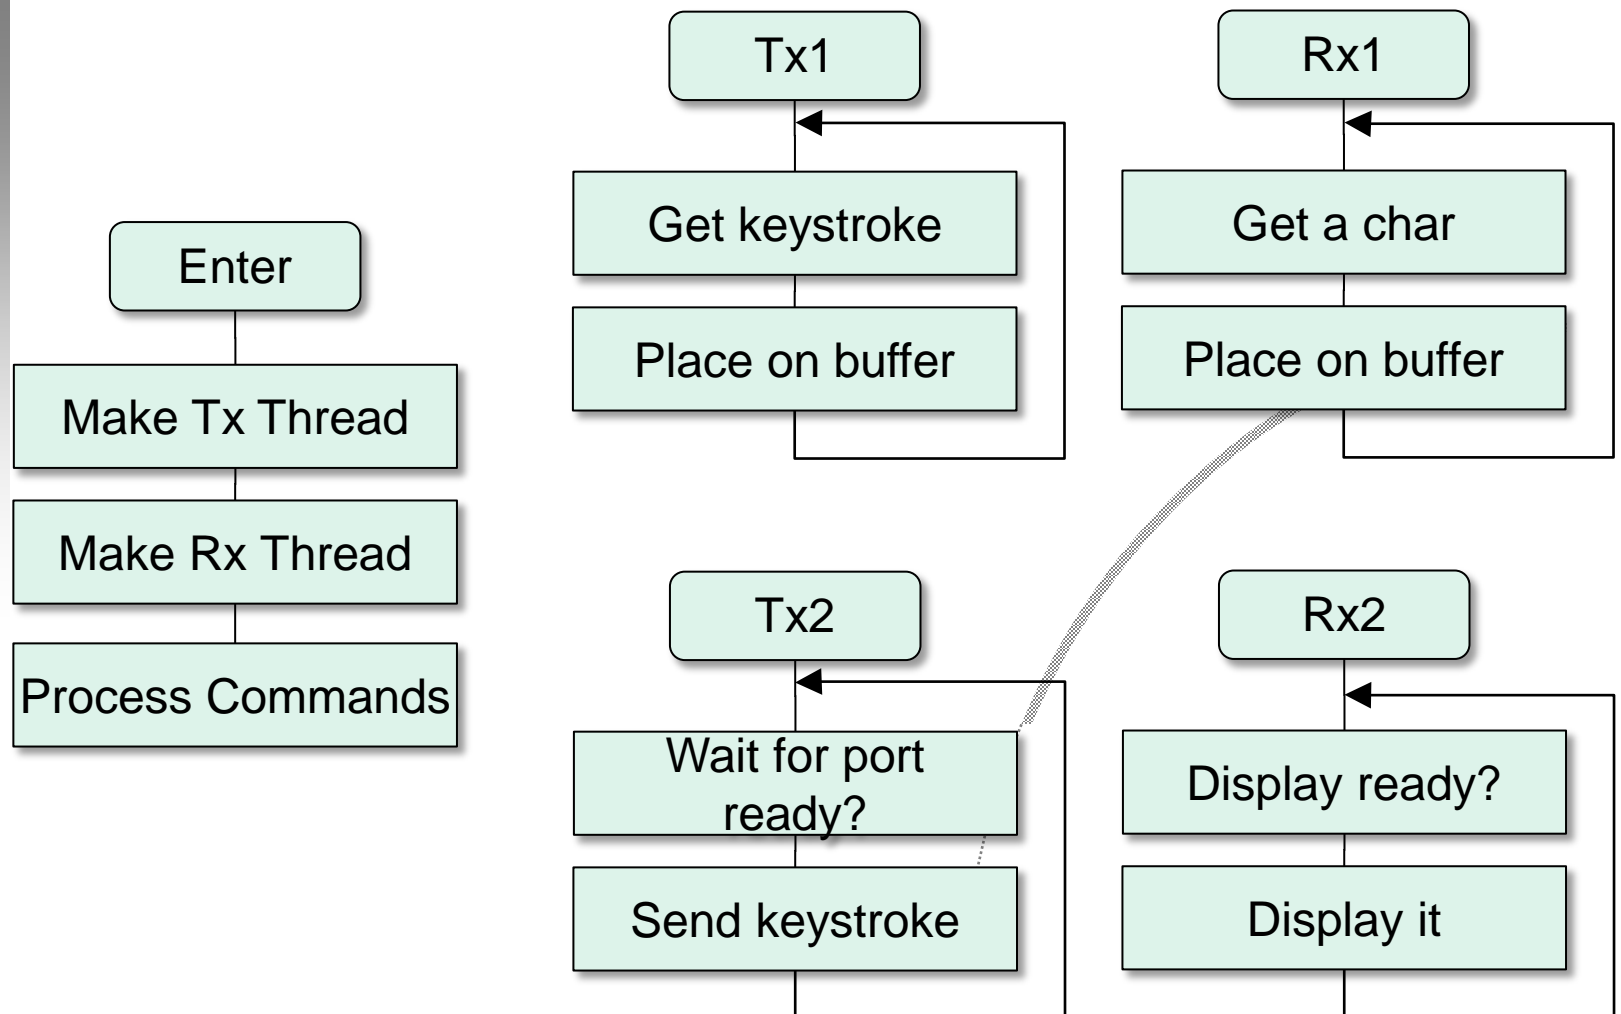 Enter
Make Tx Thread
Make Rx Thread
Process Commands
Tx1
Get keystroke
Place on buffer
Rx1
Get a char
Place on buffer
Tx2
Wait for port
ready?
Send keystroke
Rx2
Display ready?
Display it